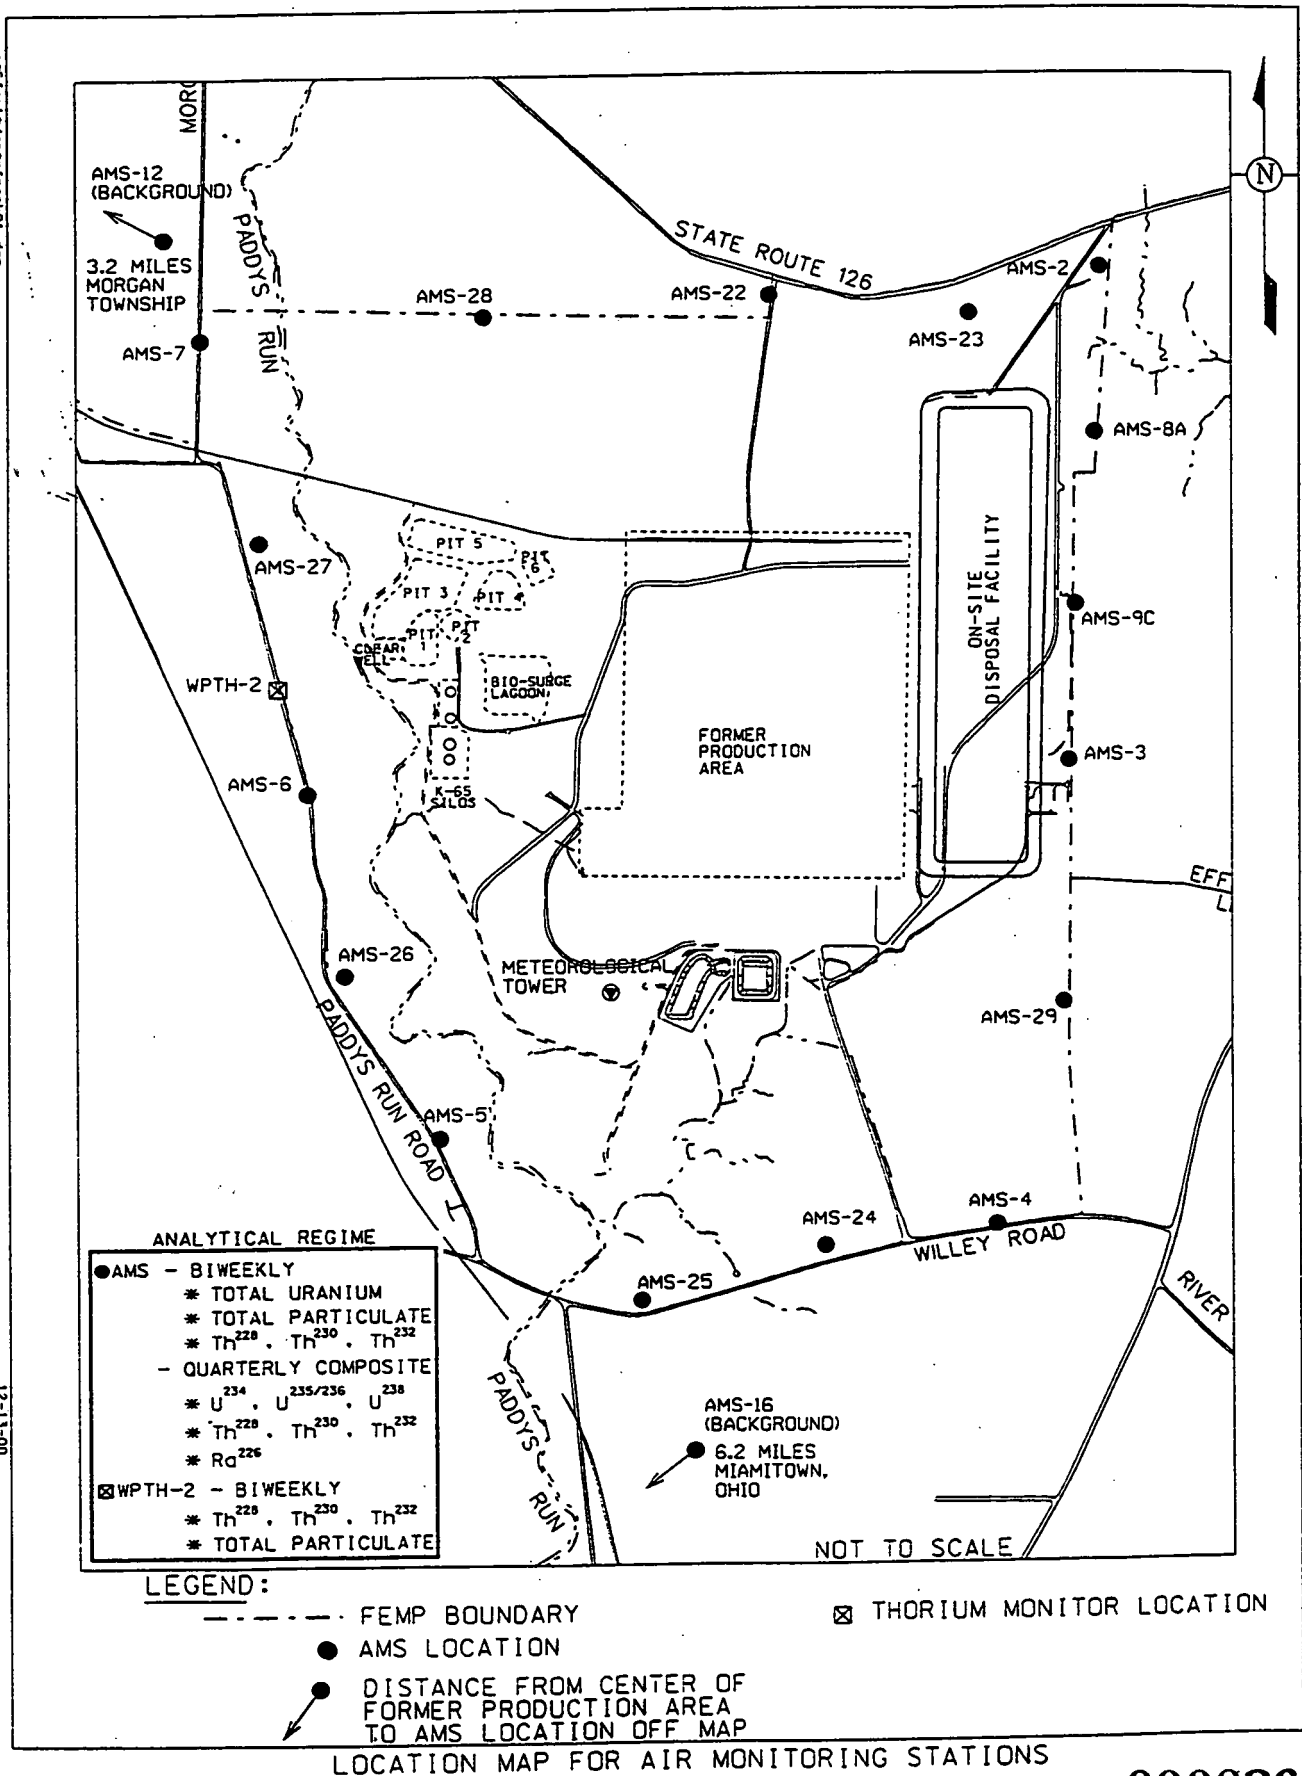 MORG
N
AMS-12
(BACKGROUND)
3.2 MILES
MORGAN
TOWNSHIP
PADDYS
RUN
STATE ROUTE 126
AMS-2
AMS-28
AMS-22
AMS-23
AMS-7
AMS-8A
AMS-27
PIT 5
PIT
6
PIT 3
PIT 4
PIT
1
PIT
2
CLEAR
ELL
BIO-SURGE
LAGOON
ON-SITE
DISPOSAL FACILITY
AMS-9C
WPTH-2
FORMER
PRODUCTION
AREA
AMS-3
AMS-6
K-65
SILOS
EFF
L
AMS-26
METEOROLOGICAL
TOWER
AMS-29
PADDYS RUN ROAD
AMS-5
AMS-4
AMS-24
WILLEY ROAD
AMS-25
RIVER
PADDYS
RUN
AMS-16
(BACKGROUND)
6.2 MILES
MIAMITOWN,
OHIO
NOT TO SCALE
ANALYTICAL REGIME
AMS - BIWEEKLY
* TOTAL URANIUM
* TOTAL PARTICULATE
* Th228, Th230, Th232
- QUARTERLY COMPOSITE
* U234, U235/236, U238
* Th228, Th230, Th232
* Ra226
WPTH-2 - BIWEEKLY
* Th228, Th230, Th232
* TOTAL PARTICULATE
LEGEND:
FEMP BOUNDARY
THORIUM MONITOR LOCATION
AMS LOCATION
DISTANCE FROM CENTER OF
FORMER PRODUCTION AREA
TO AMS LOCATION OFF MAP
LOCATION MAP FOR AIR MONITORING STATIONS